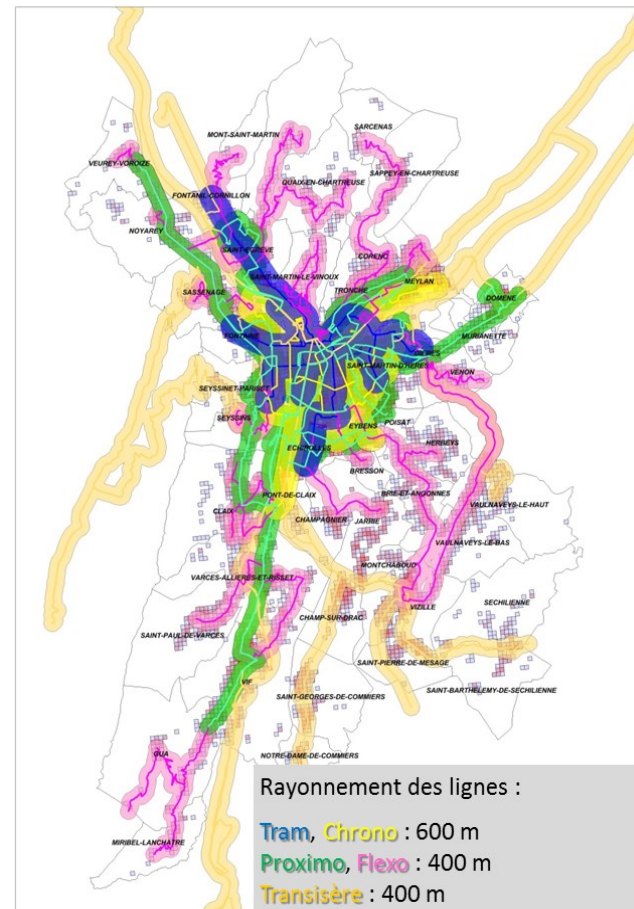 SARCENAS
MONT-SAINT-MARTIN
VEUREY-VOROIZE
SAPPEY-EN-CHARTREUSE
QUAIX-EN-CHARTREUSE
FONTANIL-CORNILLON
NOYAREY
SAINT-EGREVE
CORENC
SAINT-MARTIN-LE-VINOUX
MEYLAN
TRONCHE
SASSENAGE
DOMENE
FONTAINE
MURIANETTE
GIERES
SAINT-MARTIN-D'HERES
VENON
SEYSSINET-PARISET
SEYSSINS
POISAT
EYBENS
HERBEYS
ECHIROLLES
BRESSON
PONT-DE-CLAIX
BRIE-ET-ANGONNES
VAULNAVEYS-LE-HAUT
CLAIX
CHAMPAGNIER
JARRIE
VAULNAVEYS-LE-BAS
MONTCHABOUD
VARCES-ALLIERES-ET-RISSET
VIZILLE
SECHILIENNE
CHAMP-SUR-DRAC
SAINT-PAUL-DE-VARCES
SAINT-PIERRE-DE-MESAGE
VIF
SAINT-BARTHELEMY-DE-SECHILIENNE
SAINT-GEORGES-DE-COMMIERS
GUA
NOTRE-DAME-DE-COMMIERS
MIRIBEL-LANCHATRE
Rayonnement des lignes :
Tram, Chrono : 600 m
Proximo, Flexo : 400 m
Transisère : 400 m